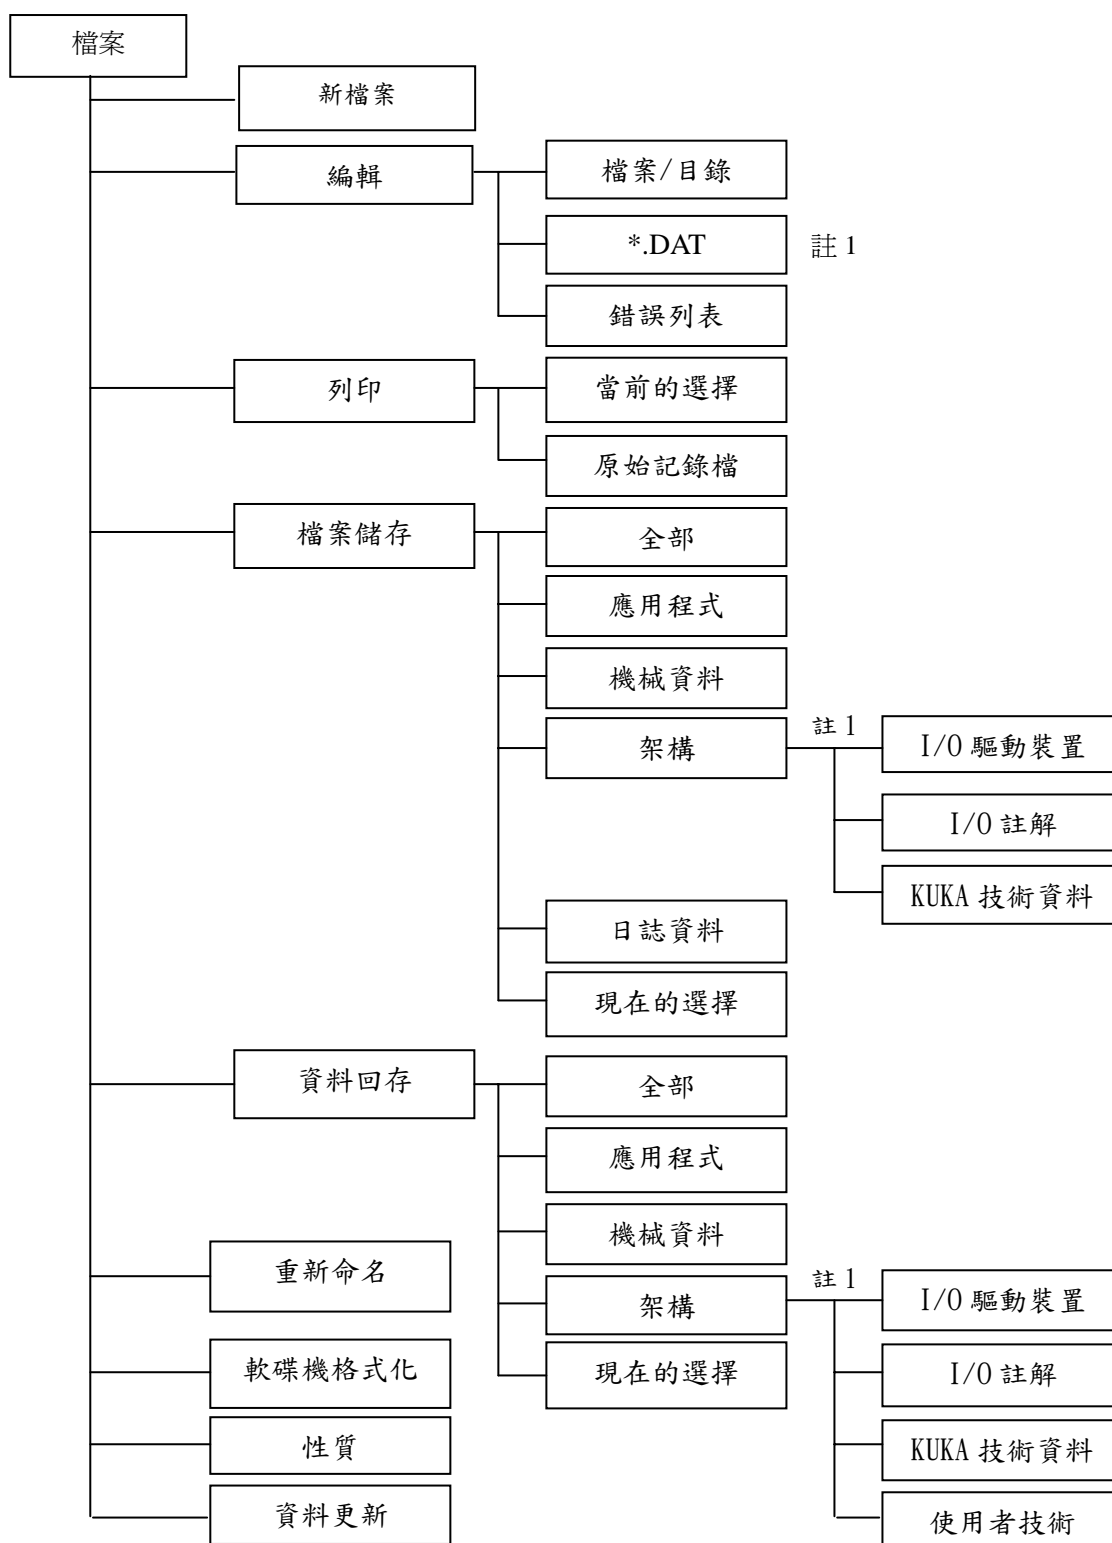 檔案
新檔案
編輯
檔案/目錄
*.DAT
註 1
錯誤列表
列印
當前的選擇
原始記錄檔
檔案儲存
全部
應用程式
機械資料
架構
註 1
I/O 驅動裝置
I/O 註解
KUKA 技術資料
日誌資料
現在的選擇
資料回存
全部
應用程式
機械資料
架構
註 1
I/O 驅動裝置
I/O 註解
KUKA 技術資料
使用者技術
現在的選擇
重新命名
軟碟機格式化
性質
資料更新